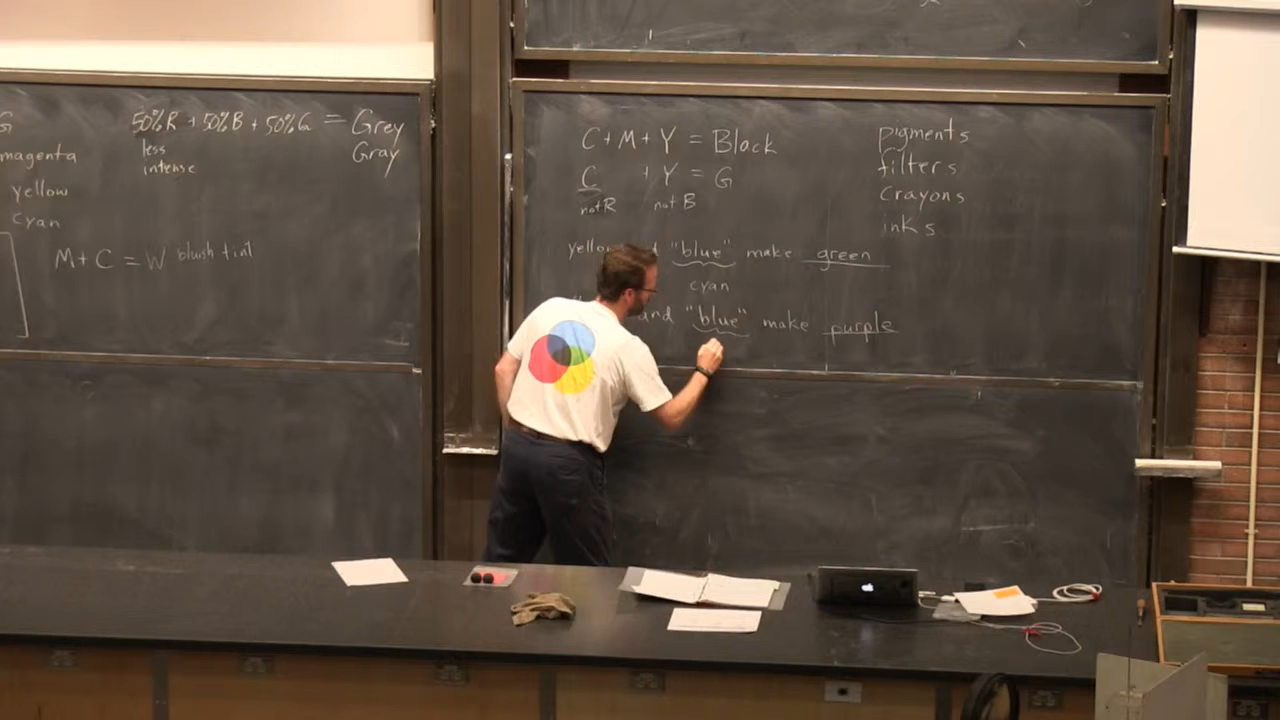 G
magenta
yellow
cyan
50%R + 50%B + 50%G = Grey
less
intense
Gray
M+C = W bluish tint
C+M+Y = Black
C + Y = G
not R not B
"blue" make green
cyan
and "blue" make purple
pigments
filters
Crayons
inks